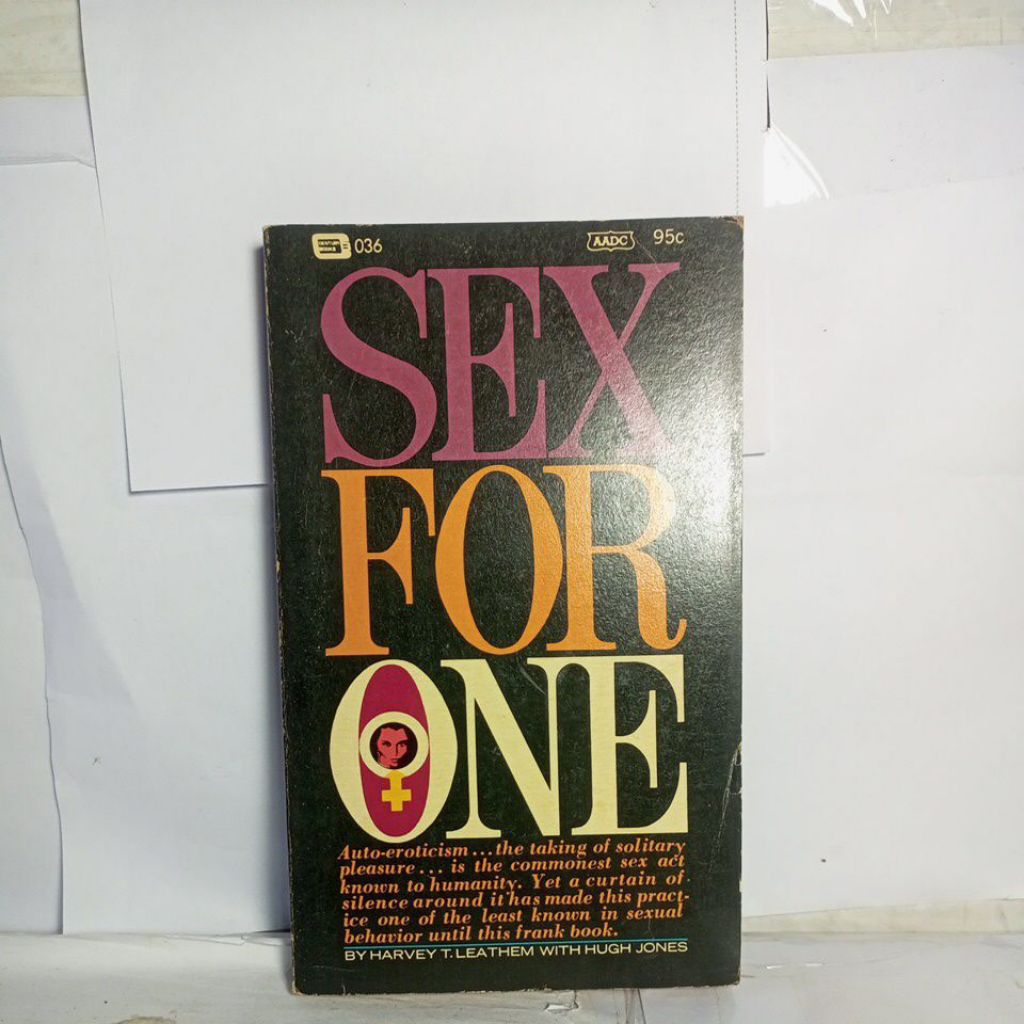 CENTURY
BOOKS
036
AADC
95c
SEX
FOR
ONE
Auto-eroticism...the taking of solitary
pleasure... is the commonest sex act
known to humanity. Yet a curtain of
silence around it has made this pract-
ice one of the least known in sexual
behavior until this frank book.
BY HARVEY T. LEATHEM WITH HUGH JONES